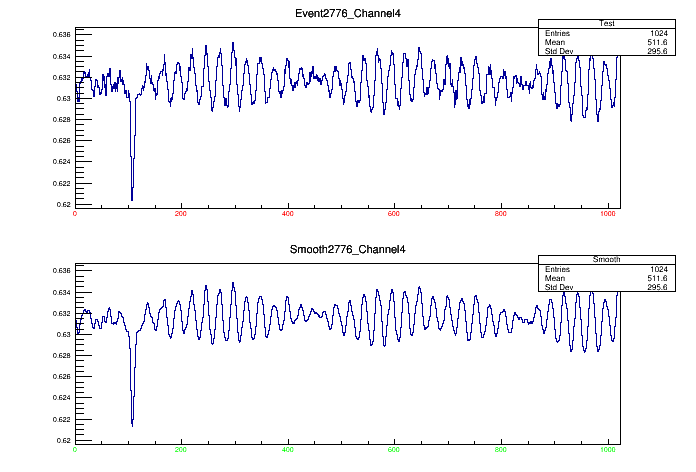 Event2776_Channel4
Test
Entries 1024
Mean 511.6
Std Dev 295.6
0.636
0.634
0.632
0.63
0.628
0.626
0.624
0.622
0.62
0 200 400 600 800 1000
Smooth2776_Channel4
Smooth
Entries 1024
Mean 511.6
Std Dev 295.6
0.636
0.634
0.632
0.63
0.628
0.626
0.624
0.622
0.62
0 200 400 600 800 1000